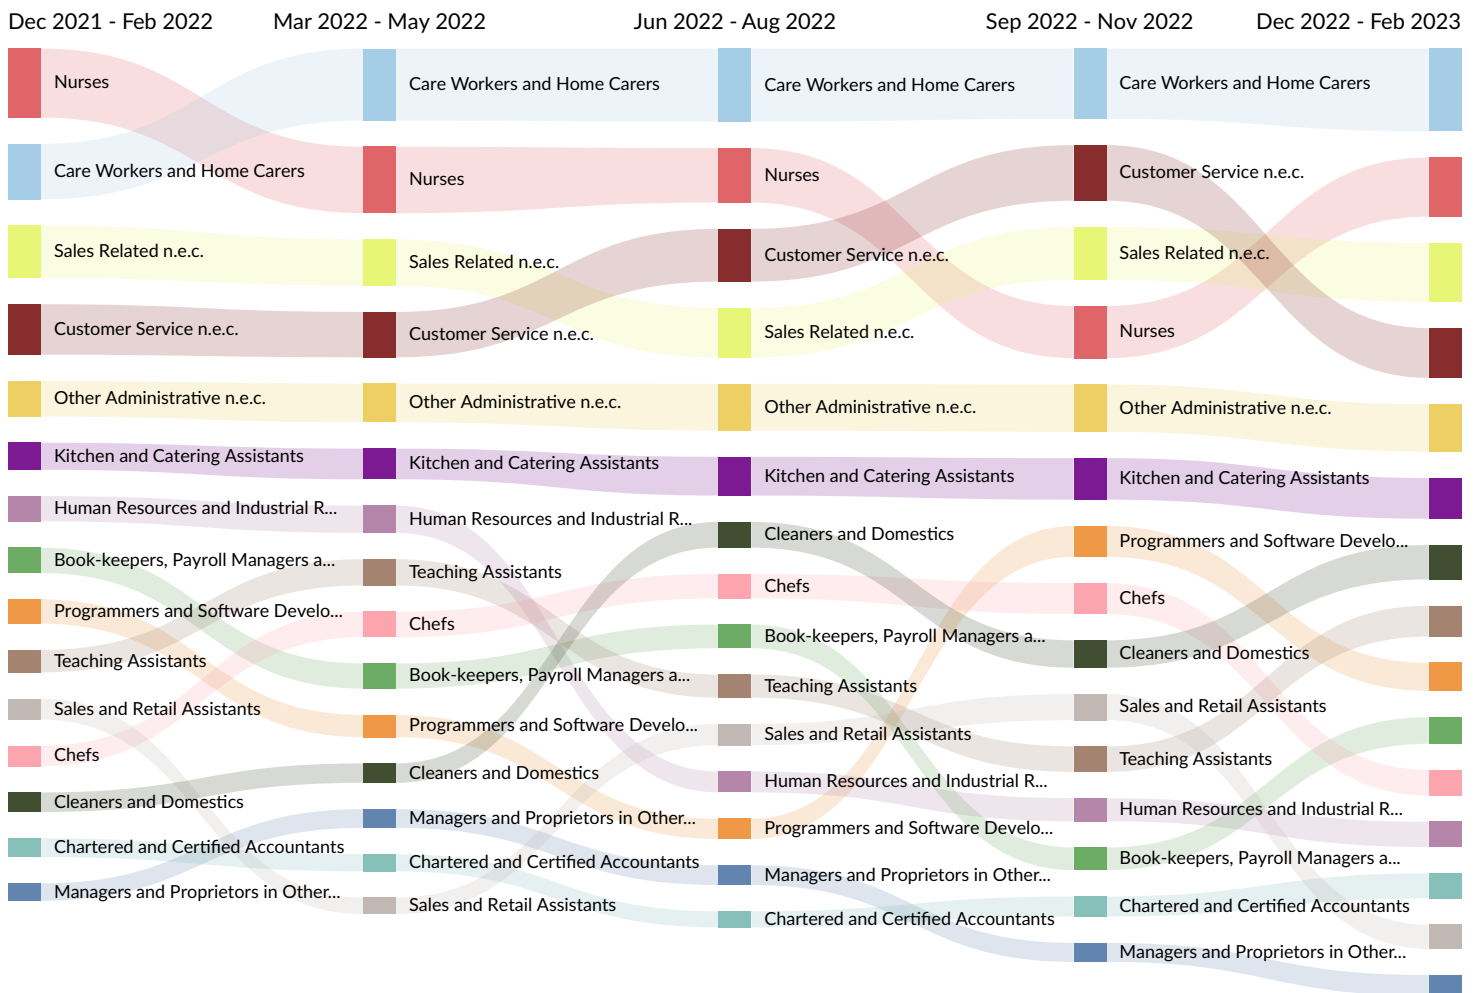 Dec 2021 - Feb 2022
Mar 2022 - May 2022
Jun 2022 - Aug 2022
Sep 2022 - Nov 2022
Dec 2022 - Feb 2023
Nurses
Care Workers and Home Carers
Sales Related n.e.c.
Customer Service n.e.c.
Other Administrative n.e.c.
Kitchen and Catering Assistants
Human Resources and Industrial R...
Book-keepers, Payroll Managers a...
Programmers and Software Develo...
Teaching Assistants
Sales and Retail Assistants
Chefs
Cleaners and Domestics
Chartered and Certified Accountants
Managers and Proprietors in Other...
Care Workers and Home Carers
Nurses
Sales Related n.e.c.
Customer Service n.e.c.
Other Administrative n.e.c.
Kitchen and Catering Assistants
Human Resources and Industrial R...
Teaching Assistants
Chefs
Book-keepers, Payroll Managers a...
Programmers and Software Develo...
Cleaners and Domestics
Managers and Proprietors in Other...
Chartered and Certified Accountants
Sales and Retail Assistants
Care Workers and Home Carers
Nurses
Customer Service n.e.c.
Sales Related n.e.c.
Other Administrative n.e.c.
Kitchen and Catering Assistants
Cleaners and Domestics
Chefs
Book-keepers, Payroll Managers a...
Teaching Assistants
Sales and Retail Assistants
Human Resources and Industrial R...
Programmers and Software Develo...
Managers and Proprietors in Other...
Chartered and Certified Accountants
Care Workers and Home Carers
Customer Service n.e.c.
Sales Related n.e.c.
Nurses
Other Administrative n.e.c.
Kitchen and Catering Assistants
Programmers and Software Develo...
Chefs
Cleaners and Domestics
Sales and Retail Assistants
Teaching Assistants
Human Resources and Industrial R...
Book-keepers, Payroll Managers a...
Chartered and Certified Accountants
Managers and Proprietors in Other...